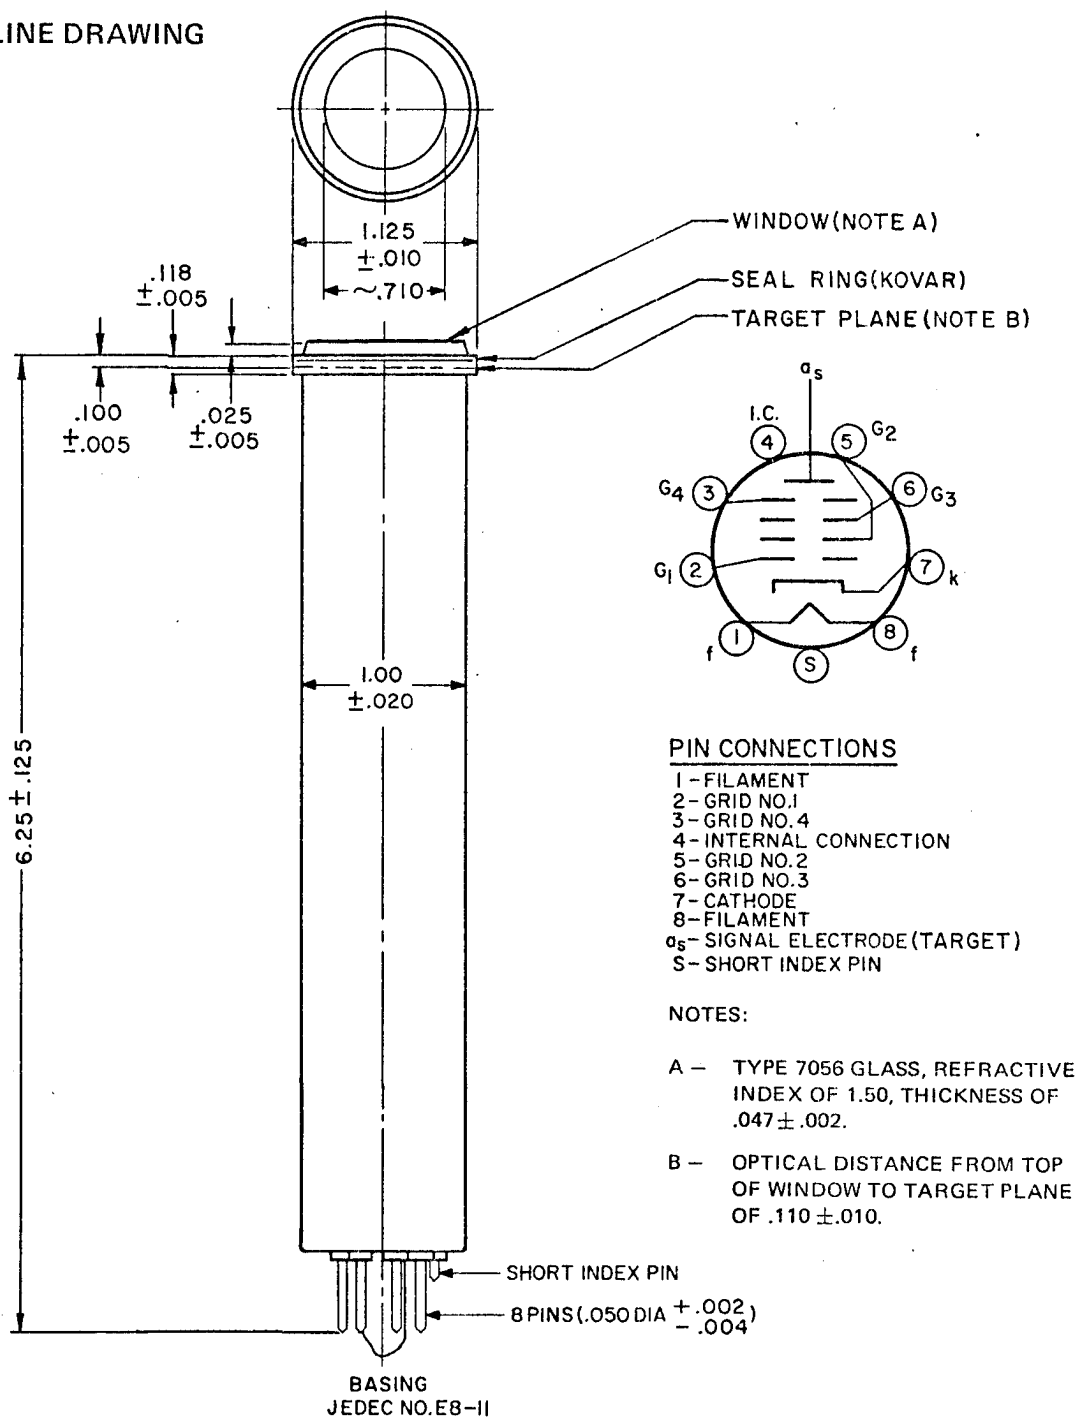 LINE DRAWING
1.125
±.010
~.710
.118
±.005
.100
±.005
.025
±.005
WINDOW (NOTE A)
SEAL RING (KOVAR)
TARGET PLANE (NOTE B)
as
I.C.
4
5
G2
G4
3
6
G3
G1
2
7
k
f
1
8
f
S
1.00
±.020
6.25±.125
PIN CONNECTIONS
1-FILAMENT
2-GRID NO.1
3-GRID NO.4
4-INTERNAL CONNECTION
5-GRID NO.2
6-GRID NO.3
7-CATHODE
8-FILAMENT
as-SIGNAL ELECTRODE (TARGET)
S-SHORT INDEX PIN
NOTES:
A – TYPE 7056 GLASS, REFRACTIVE
INDEX OF 1.50, THICKNESS OF
.047±.002.
B – OPTICAL DISTANCE FROM TOP
OF WINDOW TO TARGET PLANE
OF .110 ±.010.
SHORT INDEX PIN
8 PINS (.050 DIA +.002 -.004)
BASING
JEDEC NO. E8-11